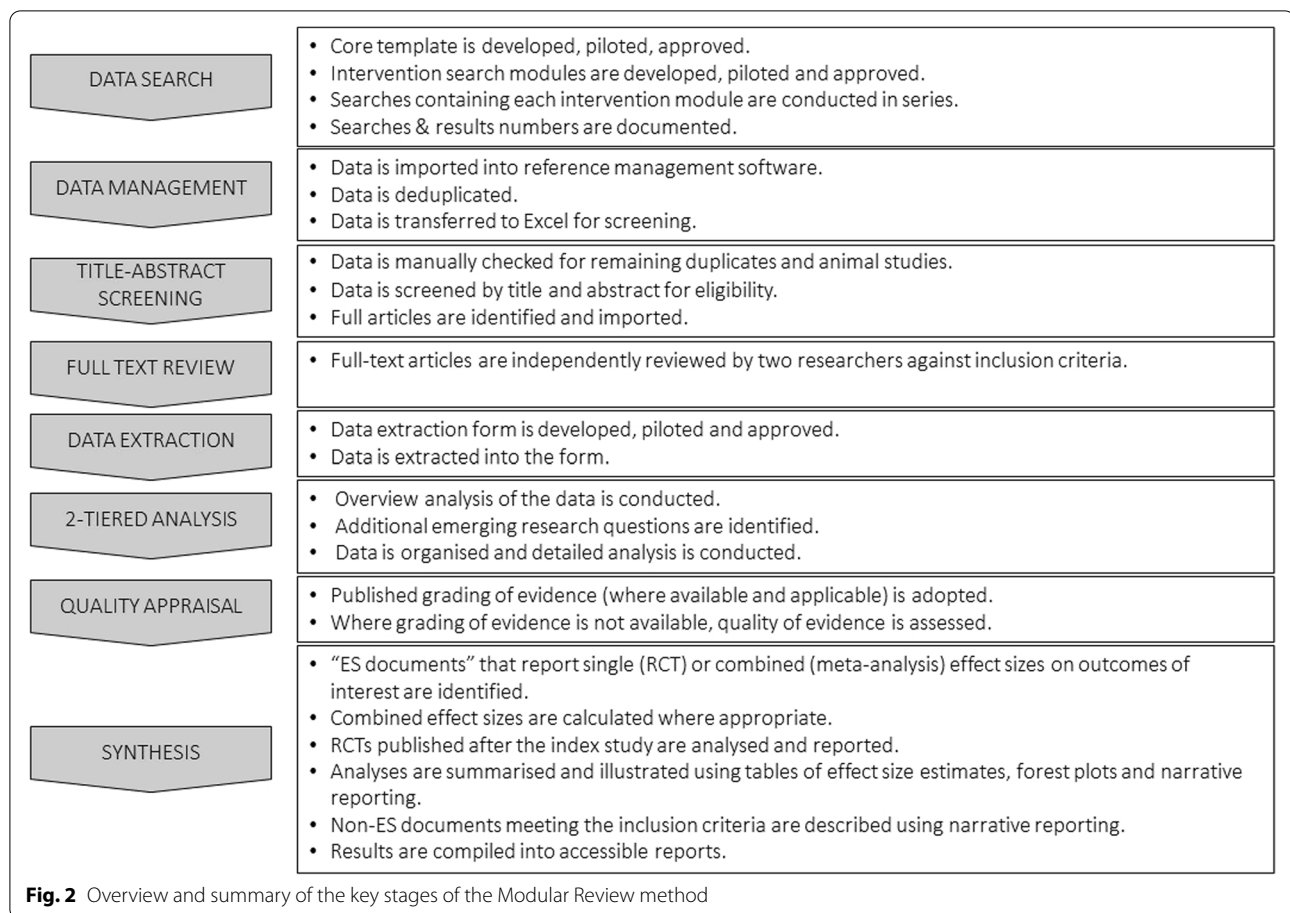 DATA SEARCH
• Core template is developed, piloted, approved.
• Intervention search modules are developed, piloted and approved.
• Searches containing each intervention module are conducted in series.
• Searches & results numbers are documented.
DATA MANAGEMENT
• Data is imported into reference management software.
• Data is deduplicated.
• Data is transferred to Excel for screening.
TITLE-ABSTRACT
SCREENING
• Data is manually checked for remaining duplicates and animal studies.
• Data is screened by title and abstract for eligibility.
• Full articles are identified and imported.
FULL TEXT REVIEW
• Full-text articles are independently reviewed by two researchers against inclusion criteria.
DATA EXTRACTION
• Data extraction form is developed, piloted and approved.
• Data is extracted into the form.
2-TIERED ANALYSIS
• Overview analysis of the data is conducted.
• Additional emerging research questions are identified.
• Data is organised and detailed analysis is conducted.
QUALITY APPRAISAL
• Published grading of evidence (where available and applicable) is adopted.
• Where grading of evidence is not available, quality of evidence is assessed.
SYNTHESIS
• “ES documents” that report single (RCT) or combined (meta-analysis) effect sizes on outcomes of
interest are identified.
• Combined effect sizes are calculated where appropriate.
• RCTs published after the index study are analysed and reported.
• Analyses are summarised and illustrated using tables of effect size estimates, forest plots and narrative
reporting.
• Non-ES documents meeting the inclusion criteria are described using narrative reporting.
• Results are compiled into accessible reports.
Fig. 2 Overview and summary of the key stages of the Modular Review method